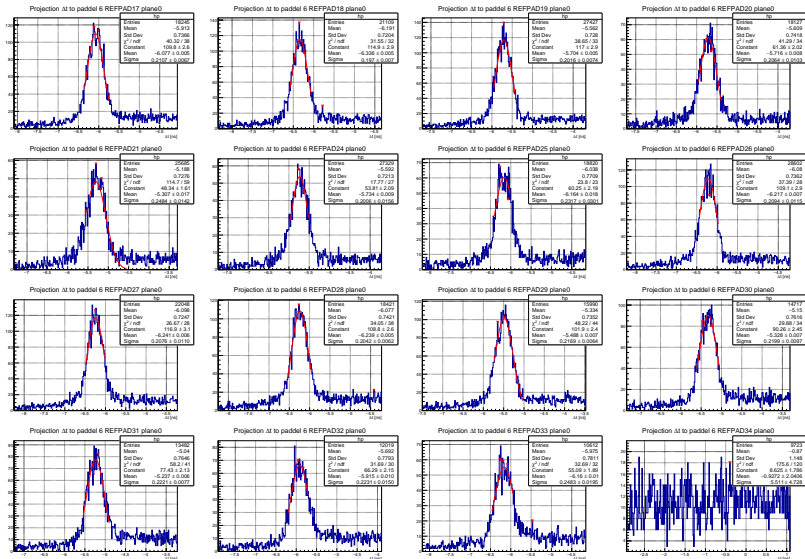 Projection Δt to paddel 6 REFPAD17 plane0
hp
Entries 18245
Mean -5.913
Std Dev 0.7366
χ² / ndf 40.32 / 38
Constant 109.8 ± 2.6
Mean -6.077 ± 0.005
Sigma 0.2107 ± 0.0067
Projection Δt to paddel 6 REFPAD18 plane0
hp
Entries 21109
Mean -6.191
Std Dev 0.7204
χ² / ndf 31.55 / 32
Constant 114.9 ± 2.9
Mean -6.336 ± 0.005
Sigma 0.197 ± 0.007
Projection Δt to paddel 6 REFPAD19 plane0
hp
Entries 27427
Mean -5.562
Std Dev 0.728
χ² / ndf 38.65 / 33
Constant 117 ± 2.9
Mean -5.704 ± 0.005
Sigma 0.2016 ± 0.0074
Projection Δt to paddel 6 REFPAD20 plane0
hp
Entries 18127
Mean -5.609
Std Dev 0.7418
χ² / ndf 41.29 / 34
Constant 61.36 ± 2.02
Mean -5.716 ± 0.008
Sigma 0.2364 ± 0.0103
Projection Δt to paddel 6 REFPAD21 plane0
hp
Entries 25685
Mean -5.188
Std Dev 0.7276
χ² / ndf 114.7 / 59
Constant 48.34 ± 1.61
Mean -5.307 ± 0.017
Sigma 0.2484 ± 0.0142
Projection Δt to paddel 6 REFPAD24 plane0
hp
Entries 27329
Mean -5.592
Std Dev 0.7213
χ² / ndf 17.77 / 27
Constant 53.81 ± 2.09
Mean -5.734 ± 0.009
Sigma 0.2006 ± 0.0156
Projection Δt to paddel 6 REFPAD25 plane0
hp
Entries 18820
Mean -6.038
Std Dev 0.7709
χ² / ndf 23.8 / 23
Constant 60.25 ± 2.19
Mean -6.164 ± 0.018
Sigma 0.2317 ± 0.0301
Projection Δt to paddel 6 REFPAD26 plane0
hp
Entries 28602
Mean -6.08
Std Dev 0.7362
χ² / ndf 37.39 / 28
Constant 109.1 ± 2.9
Mean -6.217 ± 0.007
Sigma 0.2094 ± 0.0115
Projection Δt to paddel 6 REFPAD27 plane0
hp
Entries 22048
Mean -6.098
Std Dev 0.7247
χ² / ndf 36.67 / 28
Constant 116.9 ± 3.1
Mean -6.241 ± 0.006
Sigma 0.2076 ± 0.0110
Projection Δt to paddel 6 REFPAD28 plane0
hp
Entries 18421
Mean -6.077
Std Dev 0.7421
χ² / ndf 34.05 / 38
Constant 108.8 ± 2.6
Mean -6.239 ± 0.005
Sigma 0.2042 ± 0.0062
Projection Δt to paddel 6 REFPAD29 plane0
hp
Entries 15990
Mean -5.334
Std Dev 0.7352
χ² / ndf 48.22 / 44
Constant 101.9 ± 2.4
Mean -5.488 ± 0.007
Sigma 0.2169 ± 0.0064
Projection Δt to paddel 6 REFPAD30 plane0
hp
Entries 14717
Mean -5.15
Std Dev 0.7616
χ² / ndf 29.88 / 34
Constant 90.26 ± 2.45
Mean -5.328 ± 0.007
Sigma 0.2199 ± 0.0097
Projection Δt to paddel 6 REFPAD31 plane0
hp
Entries 13482
Mean -5.04
Std Dev 0.7646
χ² / ndf 58.2 / 41
Constant 77.43 ± 2.13
Mean -5.237 ± 0.006
Sigma 0.2221 ± 0.0077
Projection Δt to paddel 6 REFPAD32 plane0
hp
Entries 12019
Mean -5.692
Std Dev 0.7793
χ² / ndf 31.89 / 30
Constant 66.29 ± 2.15
Mean -5.915 ± 0.010
Sigma 0.2231 ± 0.0150
Projection Δt to paddel 6 REFPAD33 plane0
hp
Entries 10612
Mean -5.975
Std Dev 0.7811
χ² / ndf 32.69 / 32
Constant 55.09 ± 1.89
Mean -6.16 ± 0.01
Sigma 0.2483 ± 0.0195
Projection Δt to paddel 6 REFPAD34 plane0
hp
Entries 9723
Mean -0.87
Std Dev 1.148
χ² / ndf 175.6 / 120
Constant 8.625 ± 1.786
Mean -0.9272 ± 2.0406
Sigma 5.511 ± 4.728